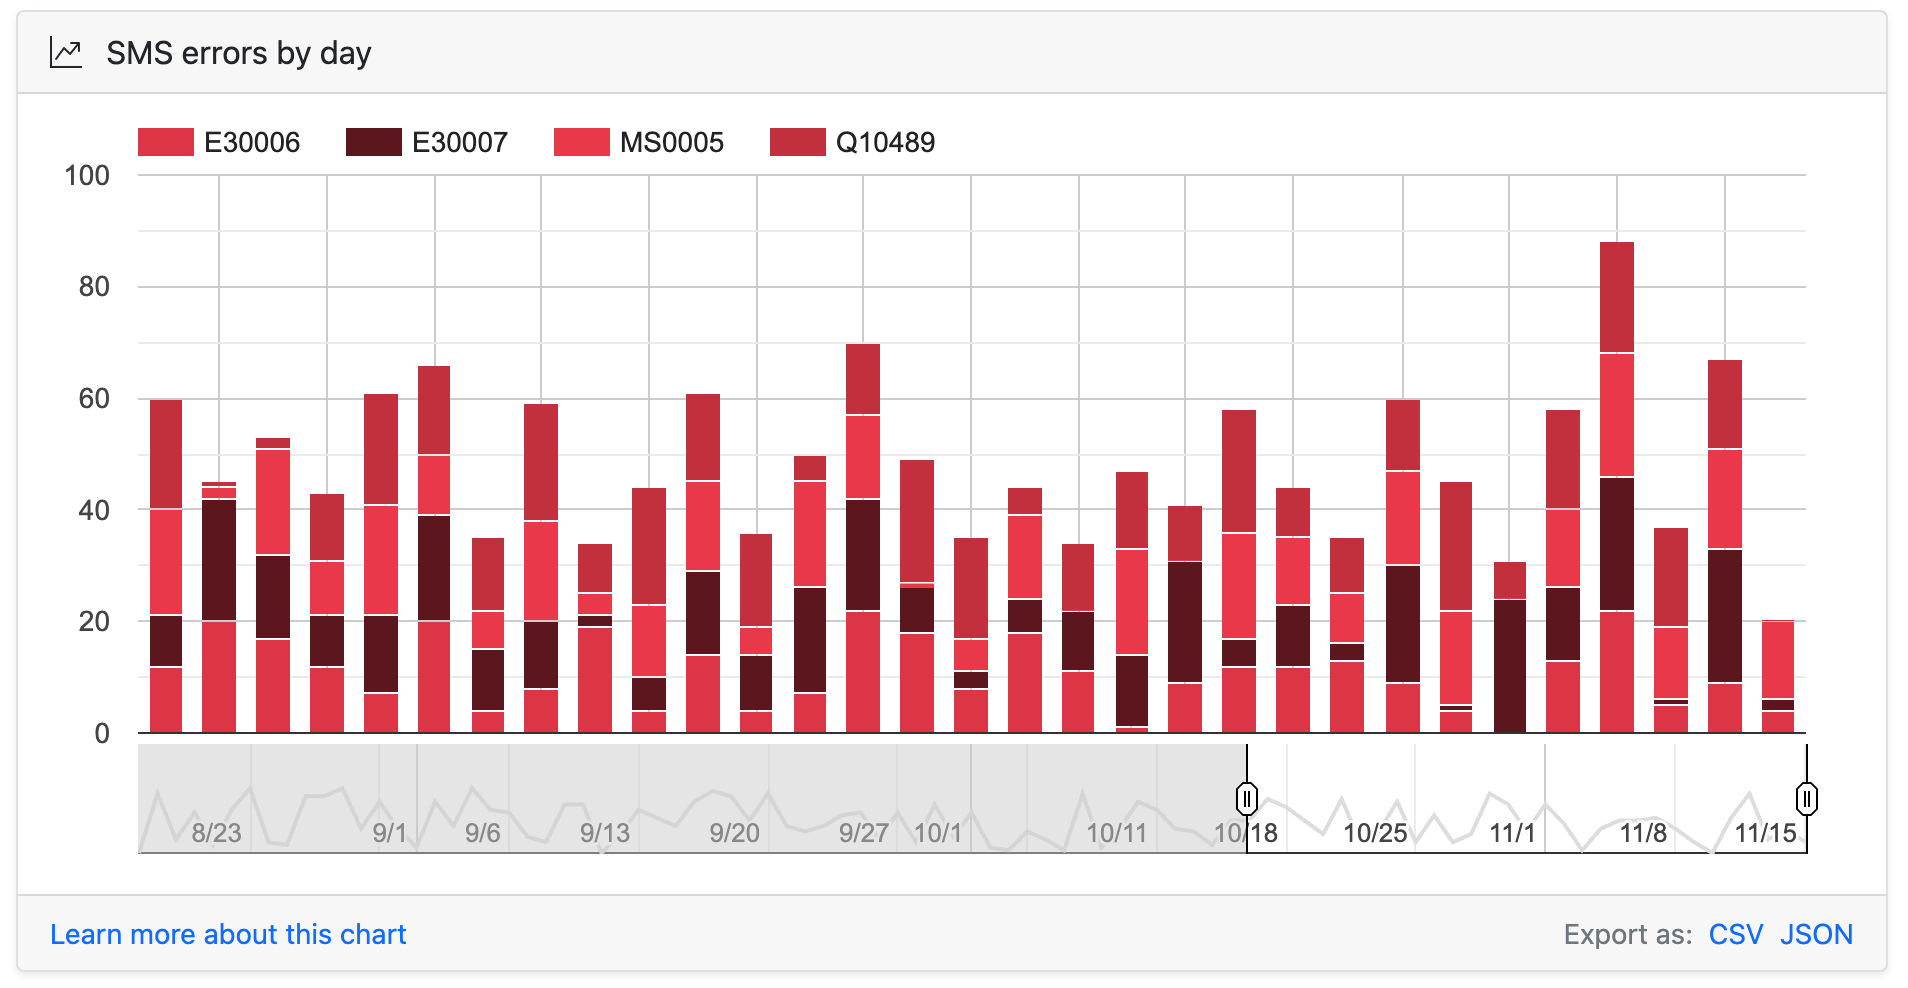 SMS errors by day
E30006 E30007 MS0005 Q10489
100
80
60
40
20
0
8/23 9/1 9/6 9/13 9/20 9/27 10/1 10/11 10/18 10/25 11/1 11/8 11/15
Learn more about this chart Export as: CSV JSON